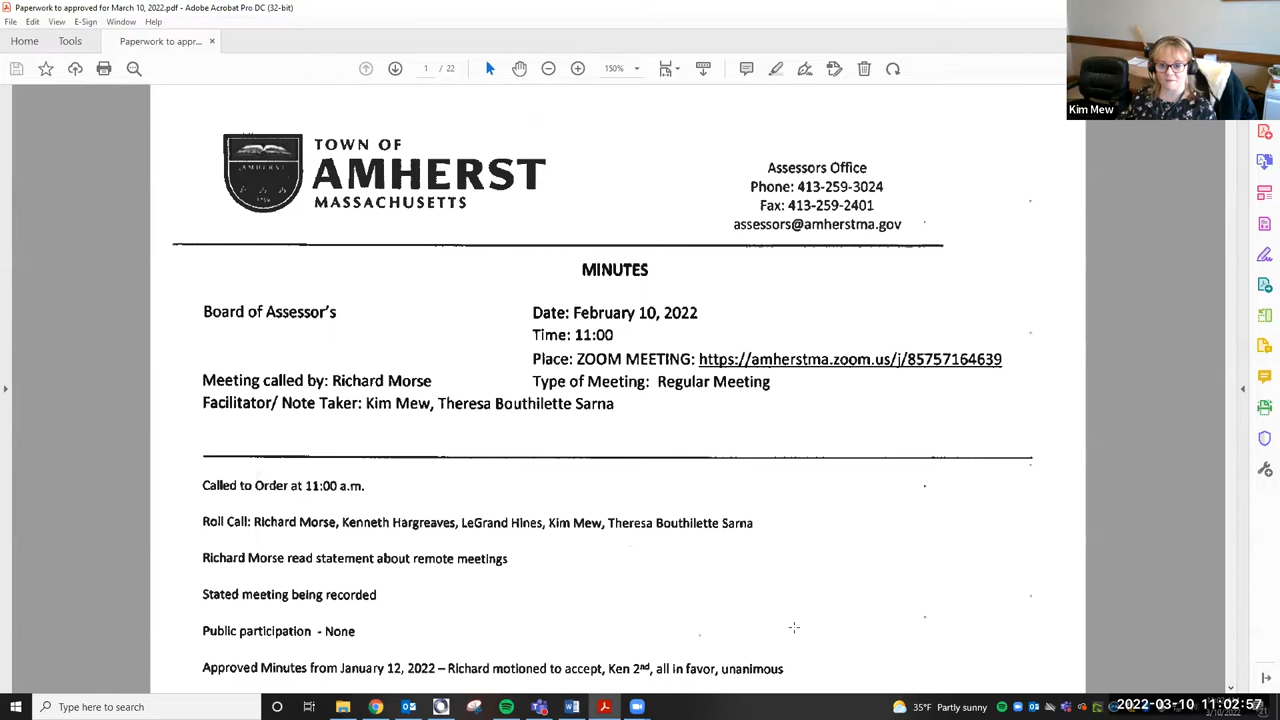 Paperwork to approved for March 10, 2022.pdf - Adobe Acrobat Pro DC (32-bit)
File Edit View E-Sign Window Help
Home Tools Paperwork to appr... ×
1 / 22 150%
Kim Mew
TOWN OF
AMHERST
MASSACHUSETTS
AMHERST
Assessors Office
Phone: 413-259-3024
Fax: 413-259-2401
assessors@amherstma.gov
MINUTES
Board of Assessor's
Date: February 10, 2022
Time: 11:00
Place: ZOOM MEETING: https://amherstma.zoom.us/j/85757164639
Meeting called by: Richard Morse
Type of Meeting: Regular Meeting
Facilitator/ Note Taker: Kim Mew, Theresa Bouthilette Sarna
Called to Order at 11:00 a.m.
Roll Call: Richard Morse, Kenneth Hargreaves, LeGrand Hines, Kim Mew, Theresa Bouthilette Sarna
Richard Morse read statement about remote meetings
Stated meeting being recorded
Public participation - None
Approved Minutes from January 12, 2022 – Richard motioned to accept, Ken 2nd, all in favor, unanimous
Type here to search
35°F Partly sunny
2022-03-10 11:02:57